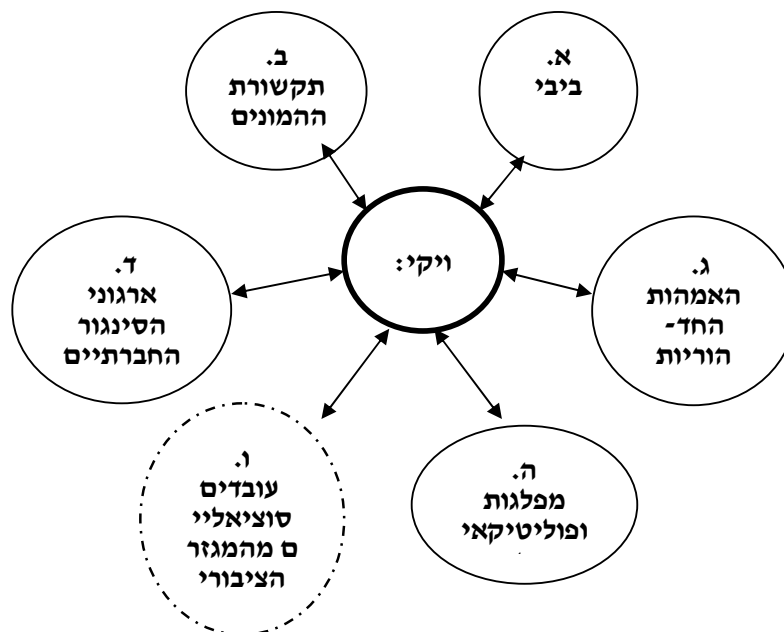 א.
ביבי
ב.
תקשורת
ההמונים
ויקי:
ג.
האמהות
החד-
הוריות
ד.
ארגוני
הסינגור
החברתיים
ה.
מפלגות
ופוליטיקאי
ו.
עובדים
סוציאליי
ם מהמגזר
הציבורי